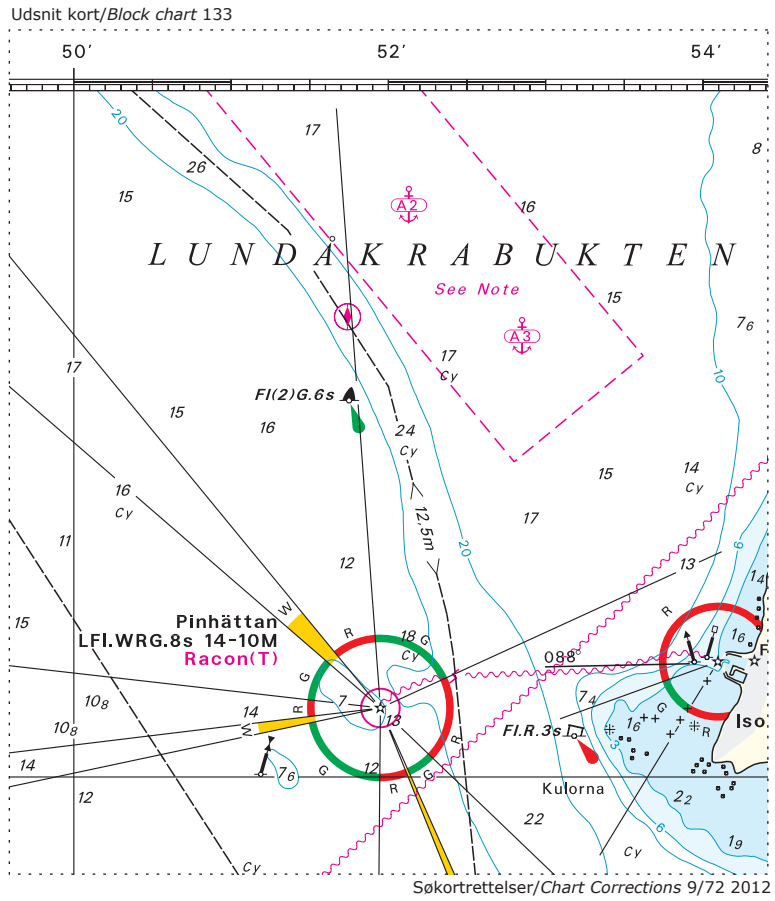 Udsnit kort/Block chart 133
50′ 52′ 54′
20
17
8
26
15
A2
16
LUNDÅKRABUKTEN
See Note
15
7₆
A3
17
Cy
17
10
Fl(2)G.6s
15
16
24
Cy
14
Cy
15
16
Cy
17
12.5m
11
20
12
13
6
1₄
W
15
Pinhättan
LFl.WRG.8s 14-10M
Racon(T)
R
18
G
Cy
R
1₆
088°
F
G
7
10₈
R
14
13
7₄
G
10₈
W
Fl.R.3s
1₆
3
R
Iso.
14
12
7₆
G
12
R
G
R
Kulorna
2₂
6
22
1₉
Cy
Cy
Søkortrettelser/Chart Corrections 9/72 2012